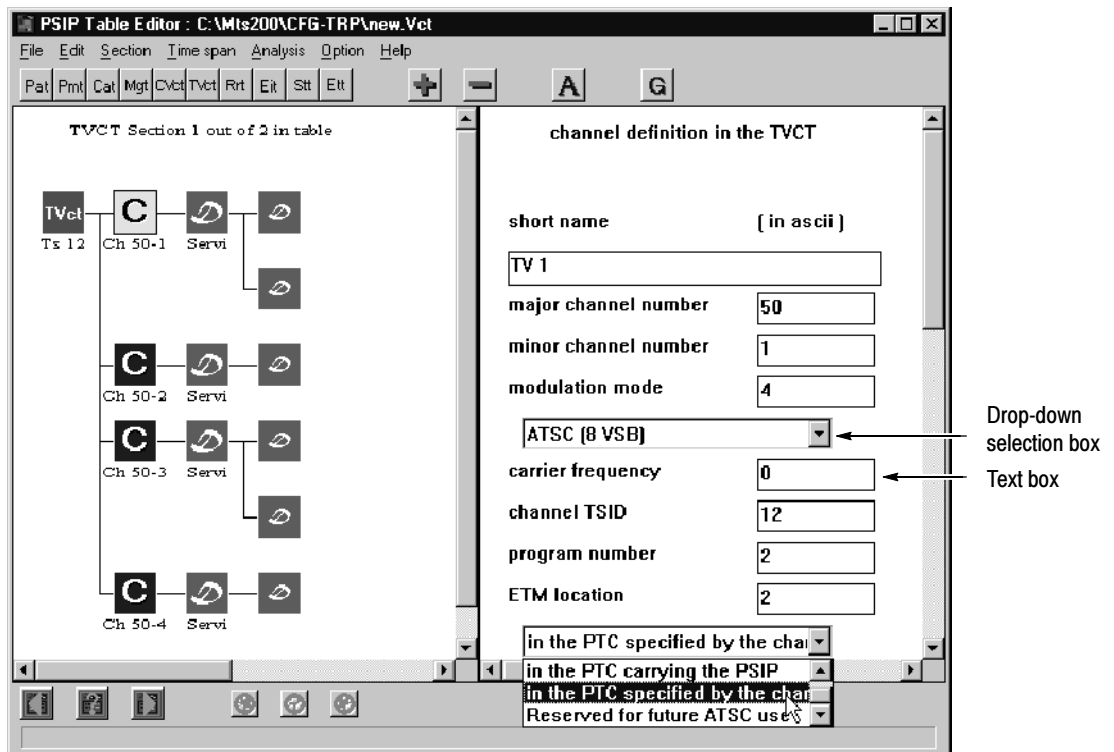 PSIP Table Editor : C:\Mts200\CFG-TRP\new.Vct
File Edit Section Time span Analysis Option Help
Pat Pmt Cat Mgt CVct TVct Rrt Eit Stt Ett + - A G
TVCT Section 1 out of 2 in table
TVct
Ts 12
C
Ch 50-1
D
Servi
D
D
C
Ch 50-2
D
Servi
D
C
Ch 50-3
D
Servi
D
D
C
Ch 50-4
D
Servi
D
channel definition in the TVCT
short name ( in ascii )
TV 1
major channel number 50
minor channel number 1
modulation mode 4
ATSC (8 VSB)
carrier frequency 0
channel TSID 12
program number 2
ETM location 2
in the PTC specified by the cha
in the PTC carrying the PSIP
in the PTC specified by the chan
Reserved for future ATSC use
Drop-down
selection box
Text box